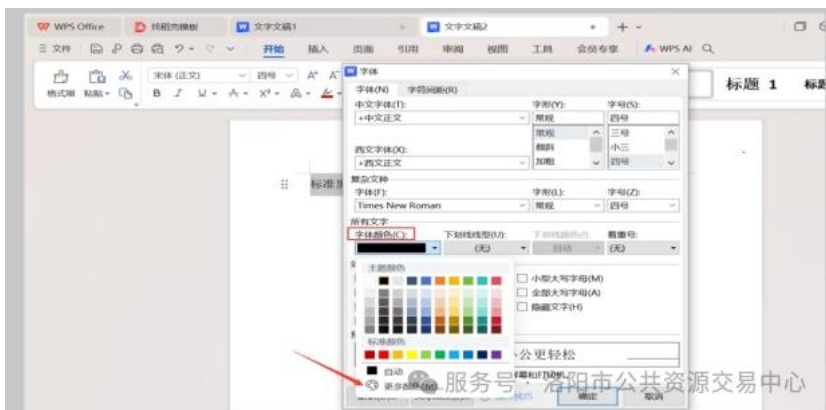 WPS Office 找稻壳模板 文字文稿1 文字文稿2
三 文件 开始 插入 页面 引用 审阅 视图 工具 会员专享 WPS AI
格式刷 粘贴 宋体 (正文) 四号 A⁺ 标题 1
B I U A X² A
字体
字体(N) 字符间距(R)
中文字体(T): 字形(Y): 字号(S):
+中文正文 常规 四号
常规 三号
倾斜 小三
加粗 四号
西文字体(X):
+西文正文
复杂文种
字体(F): 字形(L): 字号(Z):
Times New Roman 常规 四号
所有文字
字体颜色(C): 下划线线型(U): 下划线颜色(I): 着重号:
(无) 自动 (无)
标准
主题颜色
小型大写字母(M)
全部大写字母(A)
隐藏文字(H)
标准颜色
公更轻松
自动
更多颜色(M)...
服务号 · 洛阳市公共资源交易中心
确定 取消